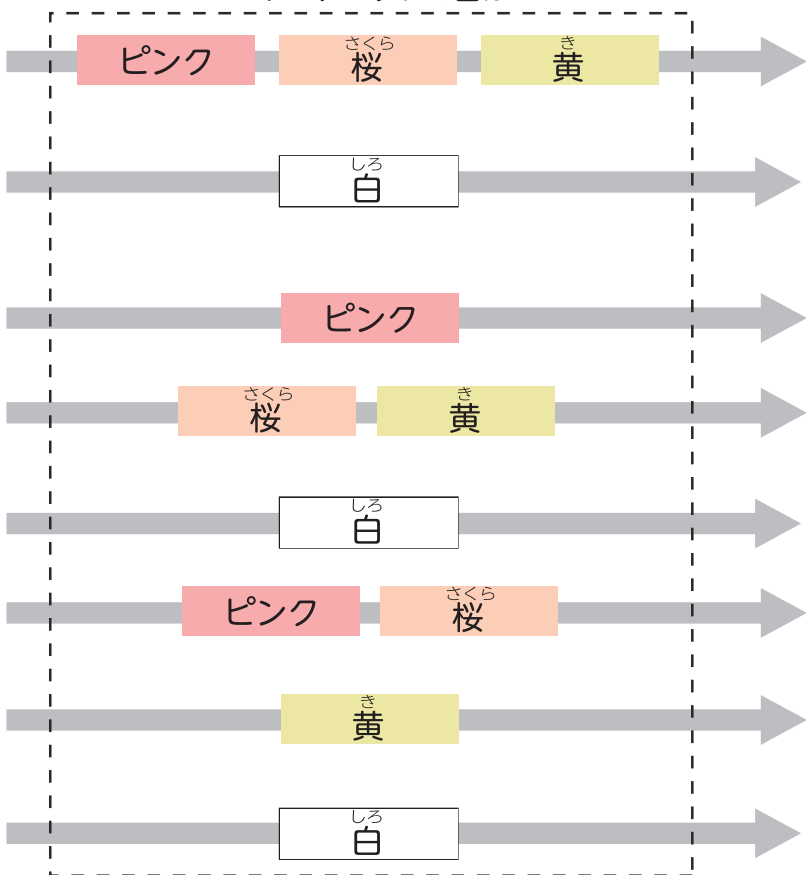 ピンク 桜 黄
さくら き
白
しろ
ピンク
桜 黄
さくら き
白
しろ
ピンク 桜
さくら
黄
き
白
しろ